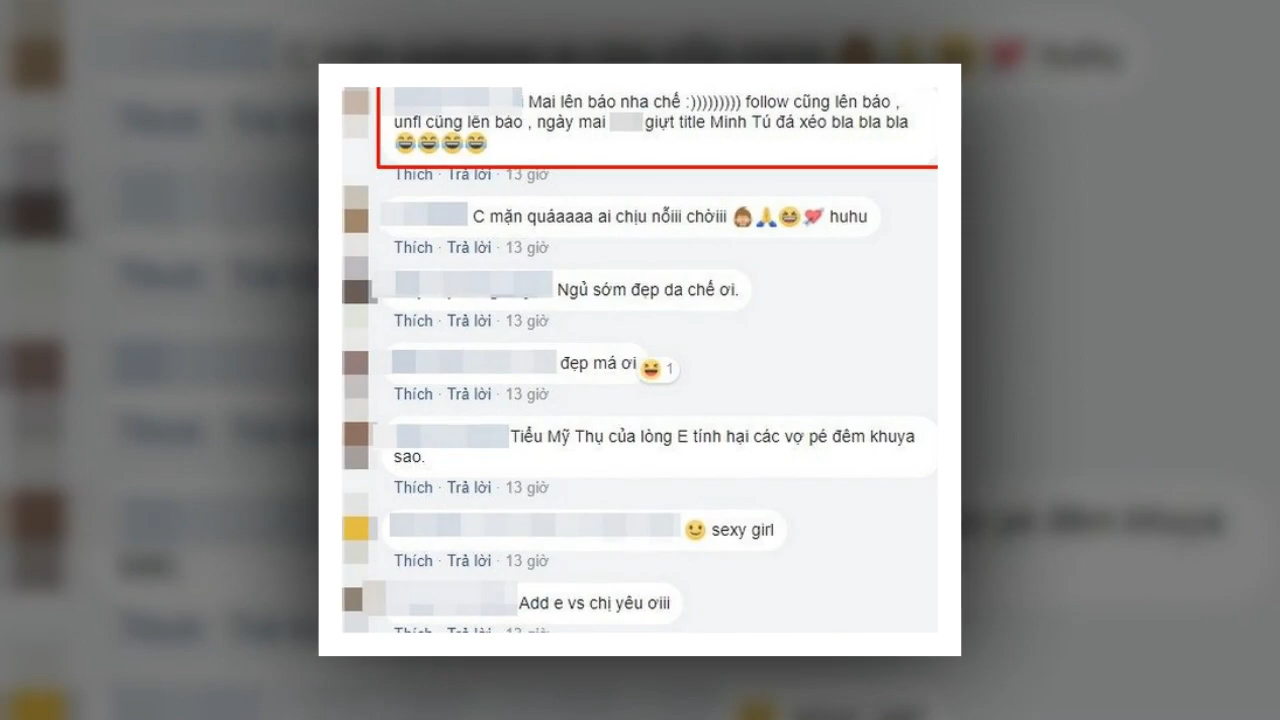 Mai lên báo nha chế :))))))))) follow cũng lên báo ,
unfl cũng lên báo , ngày mai giựt title Minh Tú đá xéo bla bla bla
😂😂😂😂
Thích · Trả lời · 13 giờ
C mặn quáaaaa ai chịu nỗiii chờiii 🤦🙏😆💘 huhu
Thích · Trả lời · 13 giờ
Ngủ sớm đẹp da chế ơi.
Thích · Trả lời · 13 giờ
đẹp má ơi 😆 1
Thích · Trả lời · 13 giờ
Tiểu Mỹ Thụ của lòng E tính hại các vợ pé đêm khuya
sao.
Thích · Trả lời · 13 giờ
🙂 sexy girl
Thích · Trả lời · 13 giờ
Add e vs chị yêu ơiii
Thích · Trả lời · 13 giờ